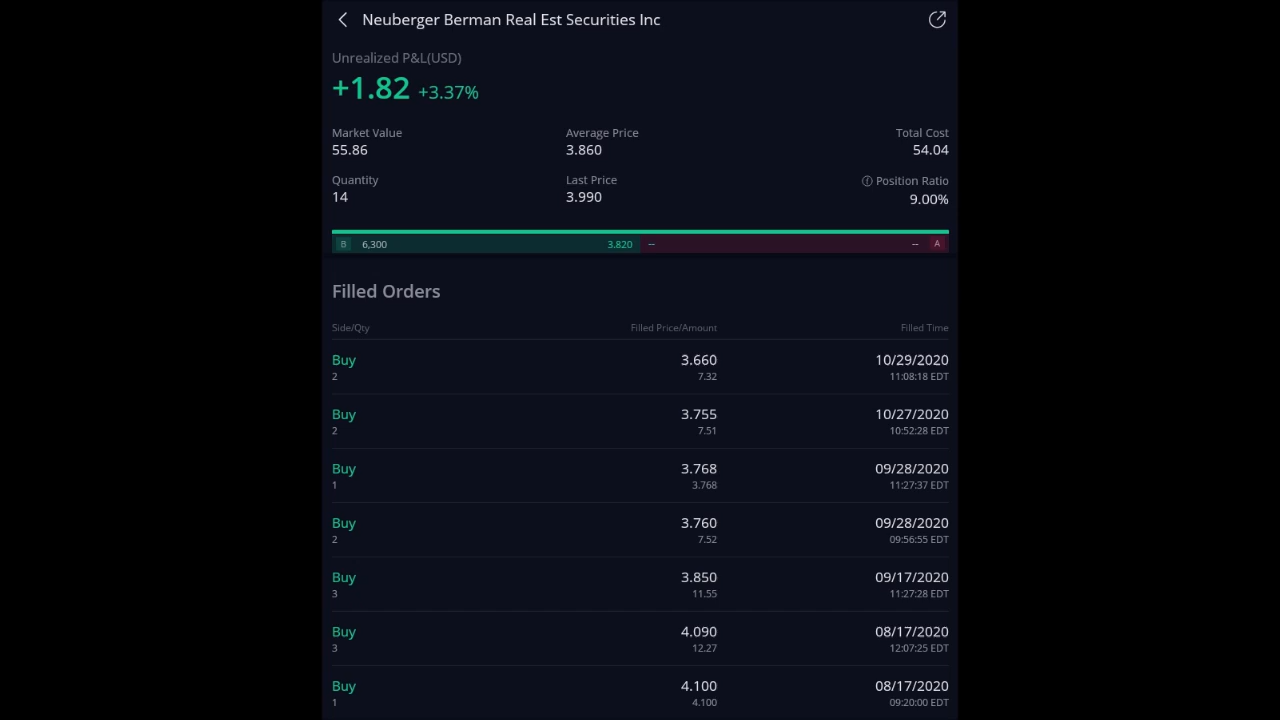 Neuberger Berman Real Est Securities Inc
Unrealized P&L(USD)
+1.82 +3.37%
Market Value Average Price Total Cost
55.86 3.860 54.04
Quantity Last Price Position Ratio
14 3.990 9.00%
B 6,300 3.820 -- -- A
Filled Orders
Side/Qty Filled Price/Amount Filled Time
Buy 3.660 10/29/2020
2 7.32 11:08:18 EDT
Buy 3.755 10/27/2020
2 7.51 10:52:28 EDT
Buy 3.768 09/28/2020
1 3.768 11:27:37 EDT
Buy 3.760 09/28/2020
2 7.52 09:56:55 EDT
Buy 3.850 09/17/2020
3 11.55 11:27:28 EDT
Buy 4.090 08/17/2020
3 12.27 12:07:25 EDT
Buy 4.100 08/17/2020
1 4.100 09:20:00 EDT